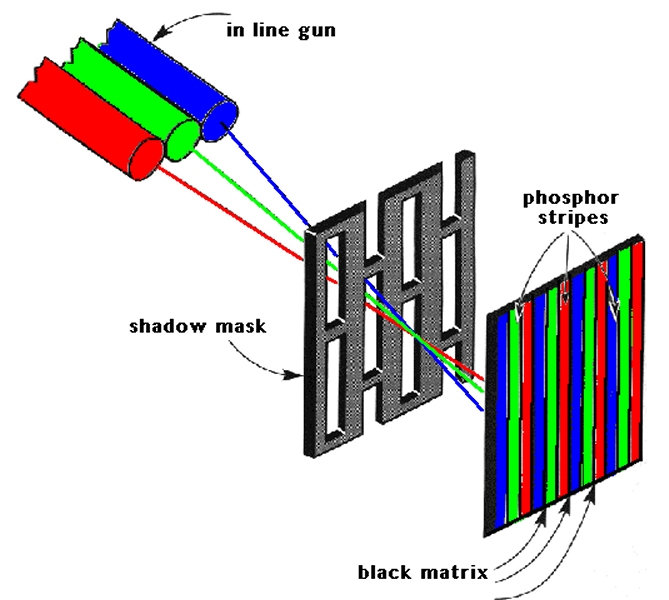 in line gun
phosphor
stripes
shadow mask
black matrix